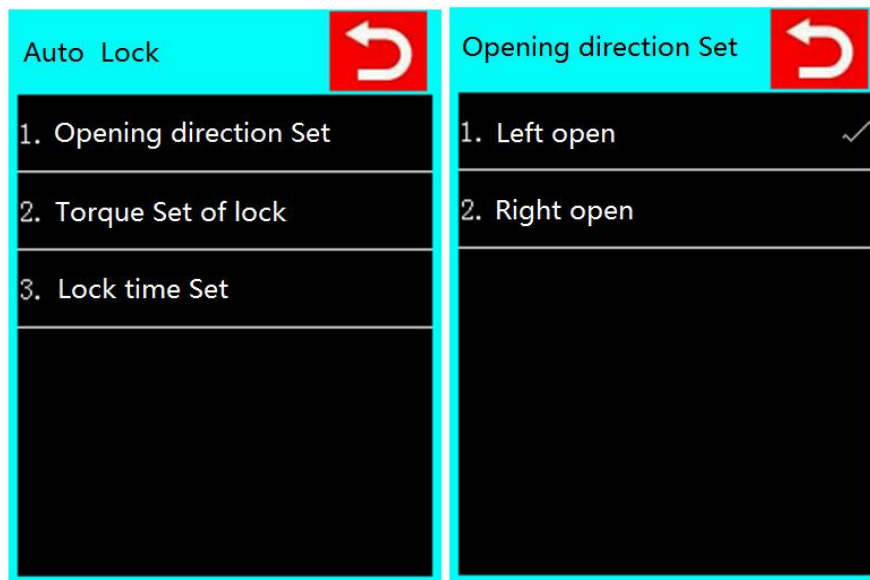 Auto Lock
1. Opening direction Set
2. Torque Set of lock
3. Lock time Set
Opening direction Set
1. Left open
2. Right open